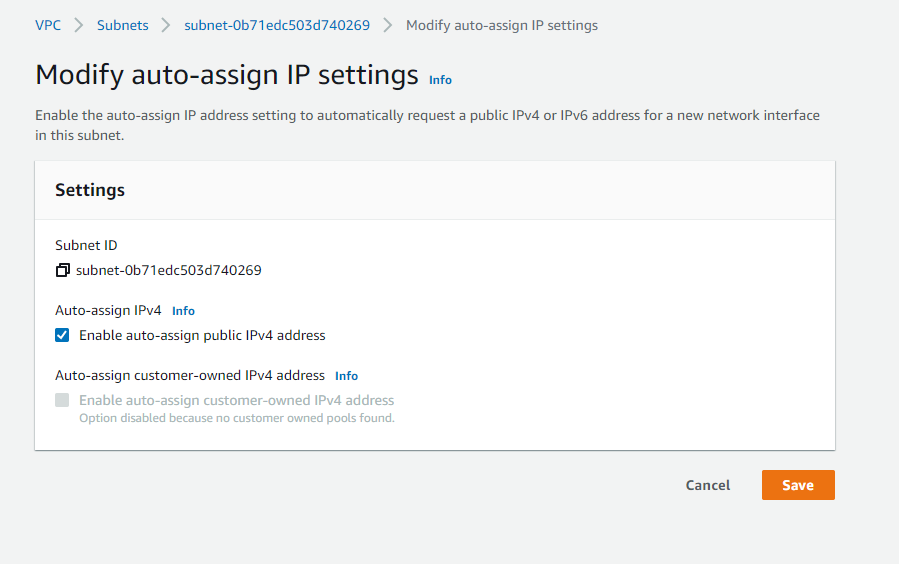 VPC > Subnets > subnet-0b71edc503d740269 > Modify auto-assign IP settings
Modify auto-assign IP settings Info
Enable the auto-assign IP address setting to automatically request a public IPv4 or IPv6 address for a new network interface
in this subnet.
Settings
Subnet ID
subnet-0b71edc503d740269
Auto-assign IPv4 Info
Enable auto-assign public IPv4 address
Auto-assign customer-owned IPv4 address Info
Enable auto-assign customer-owned IPv4 address
Option disabled because no customer owned pools found.
Cancel Save